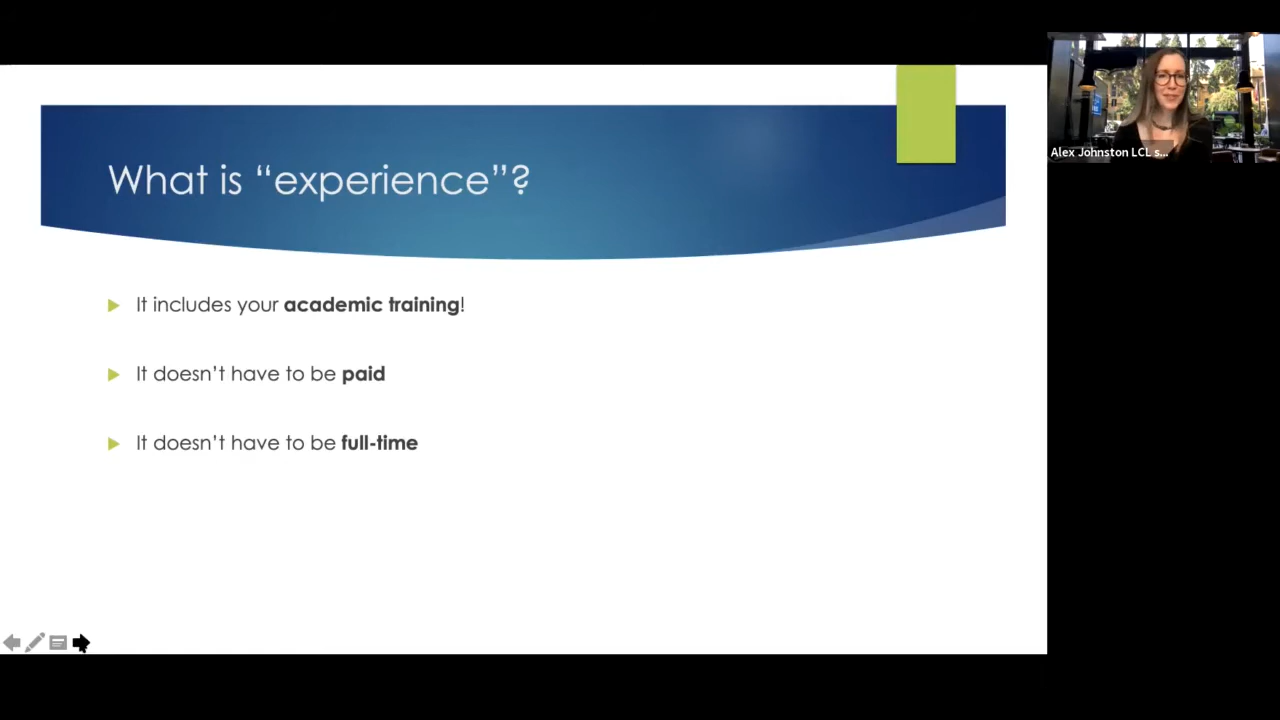 What is “experience”?
It includes your academic training!
It doesn’t have to be paid
It doesn’t have to be full-time
Alex Johnston LCL s...